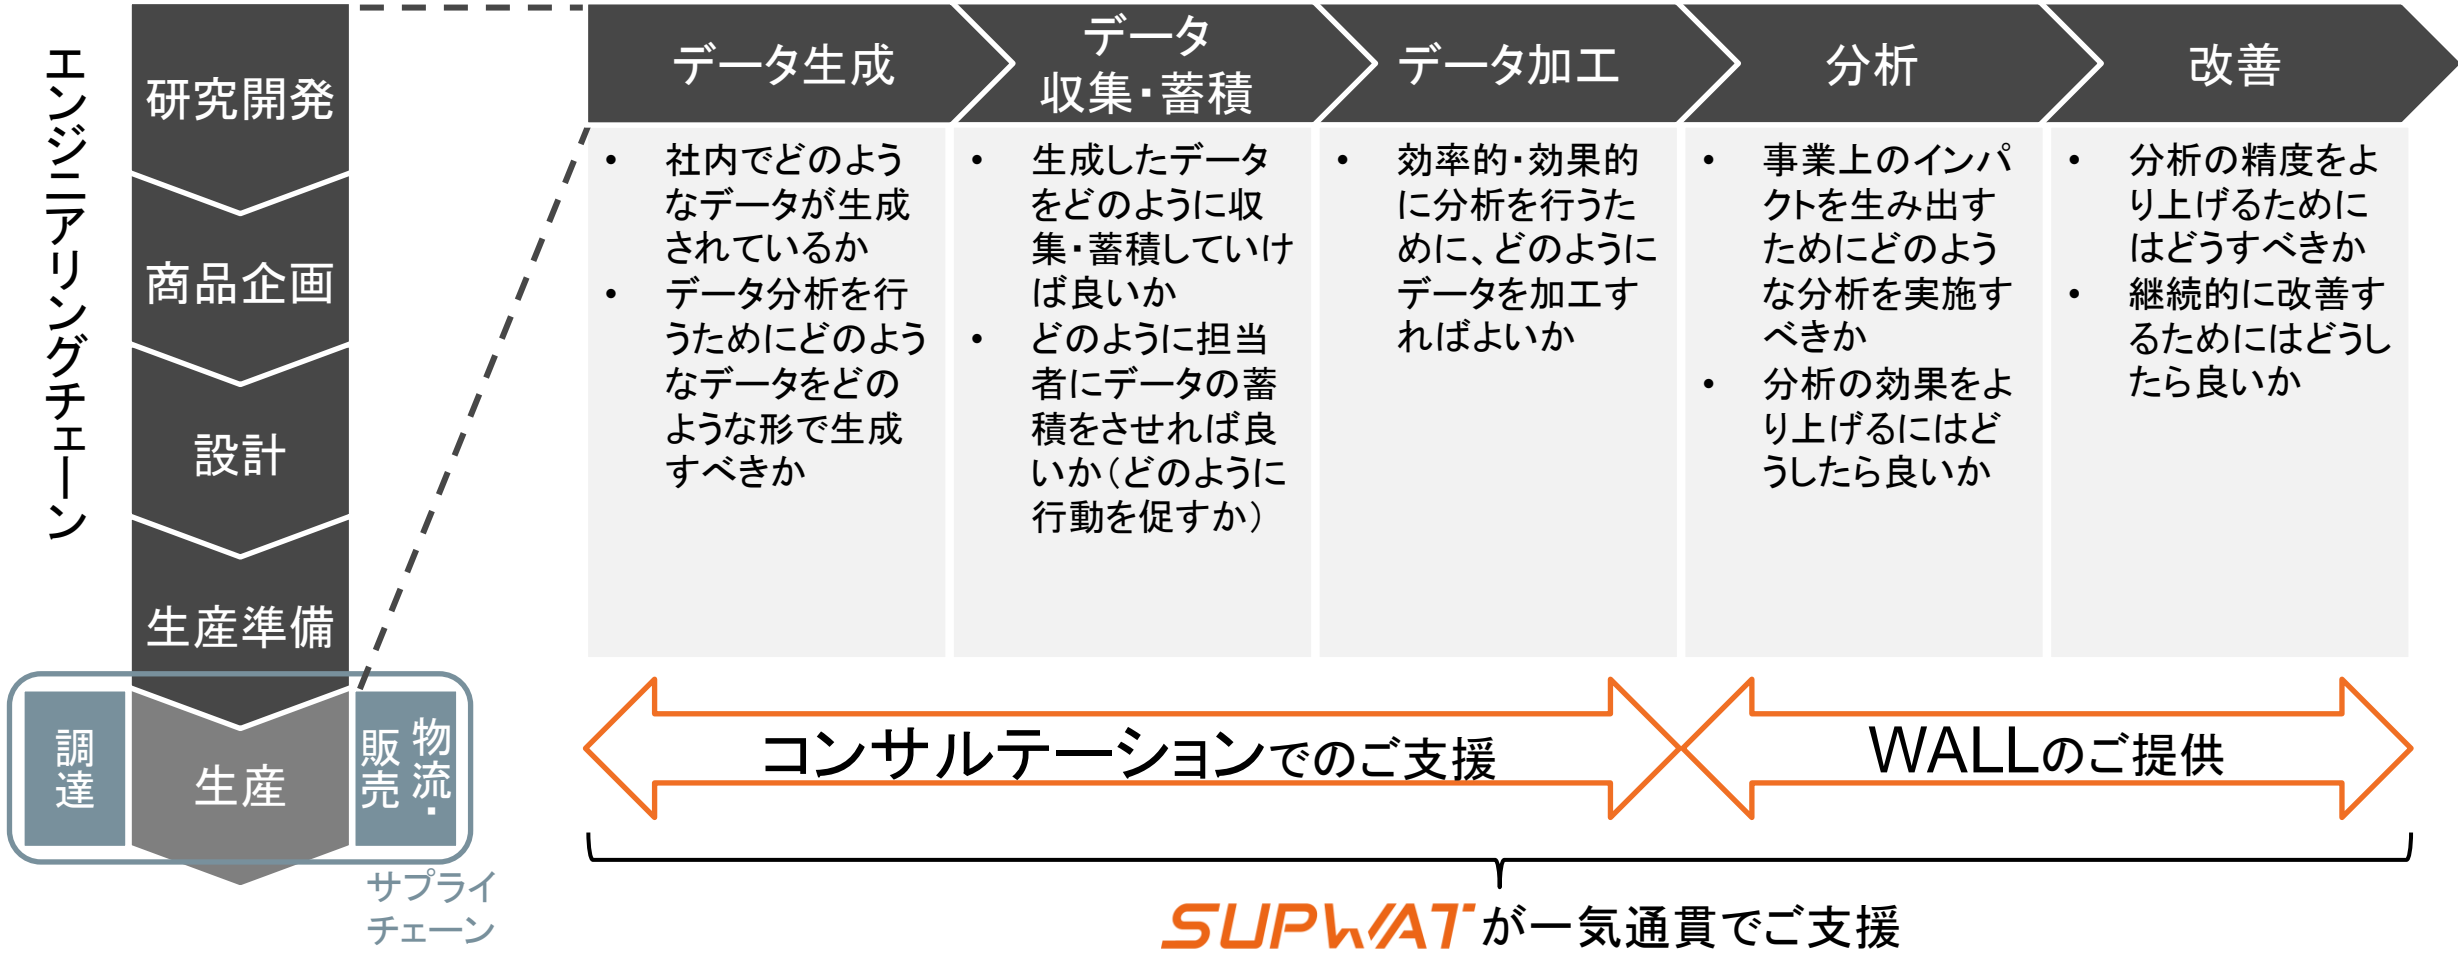 エンジニアリングチェーン
研究開発
商品企画
設計
生産準備
生産
調達
物流・
販売
サプライ
チェーン
データ生成
• 社内でどのよう
なデータが生成
されているか
• データ分析を行
うためにどのよう
なデータをどの
ような形で生成
すべきか
データ
収集・蓄積
• 生成したデータ
をどのように収
集・蓄積していけ
ば良いか
• どのように担当
者にデータの蓄
積をさせれば良
いか（どのように
行動を促すか）
データ加工
• 効率的・効果的
に分析を行うた
めに、どのように
データを加工す
ればよいか
分析
• 事業上のインパ
クトを生み出す
ためにどのよう
な分析を実施す
べきか
• 分析の効果をよ
り上げるにはど
うしたら良いか
改善
• 分析の精度をよ
り上げるために
はどうすべきか
• 継続的に改善す
るためにはどうし
たら良いか
コンサルテーションでのご支援
WALLのご提供
SUPWATが一気通貫でご支援